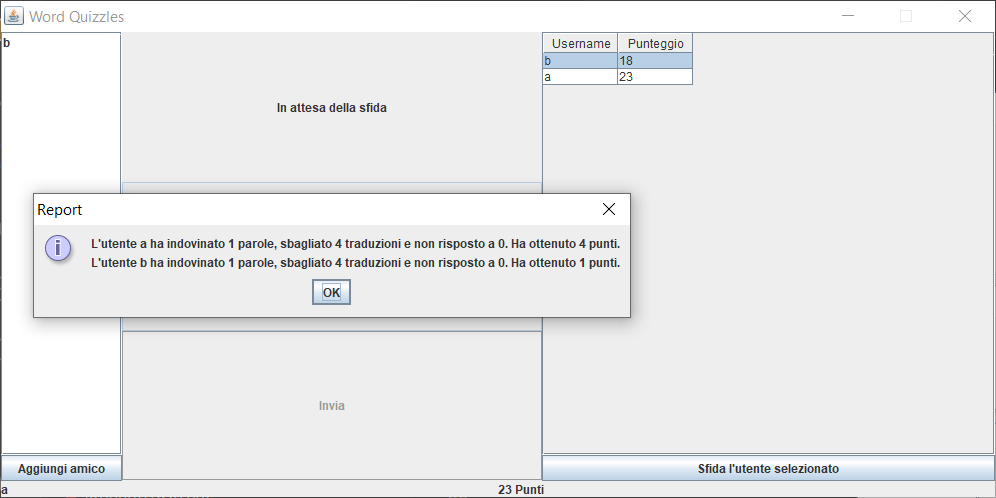 Word Quizzles
b
In attesa della sfida
Username Punteggio
b 18
a 23
Report
L'utente a ha indovinato 1 parole, sbagliato 4 traduzioni e non risposto a 0. Ha ottenuto 4 punti.
L'utente b ha indovinato 1 parole, sbagliato 4 traduzioni e non risposto a 0. Ha ottenuto 1 punti.
OK
Invia
Aggiungi amico
Sfida l'utente selezionato
a 23 Punti